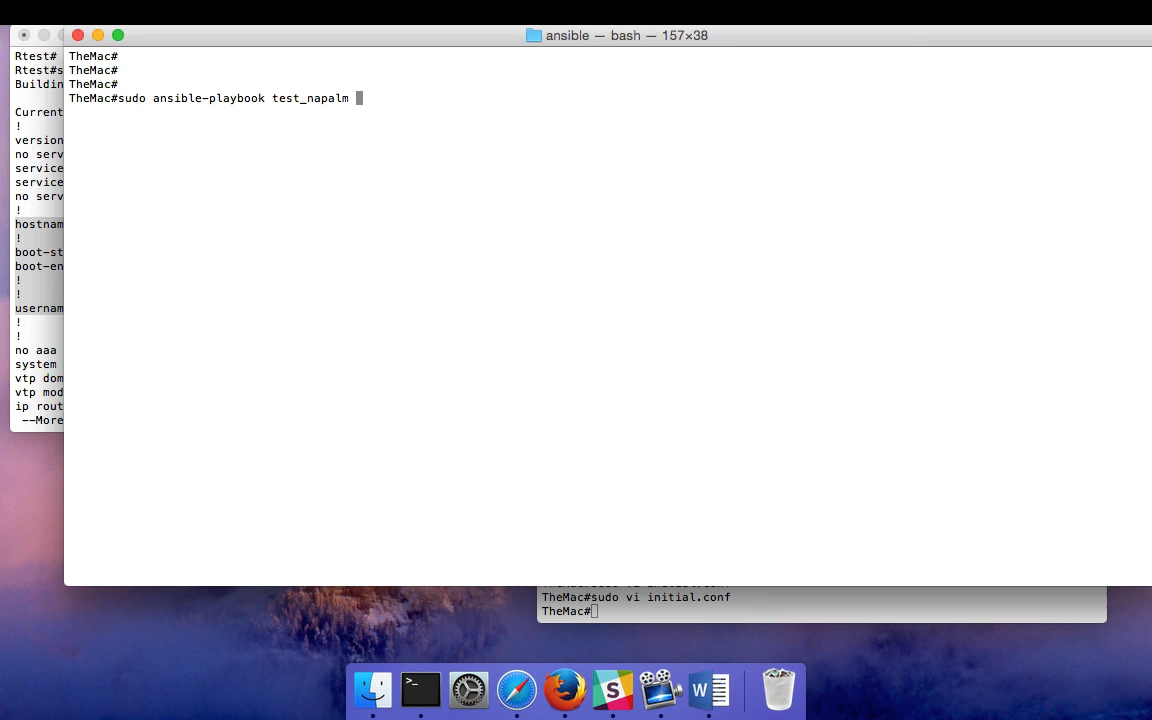 ansible — bash — 157×38
Rtest#
Rtest#s
Buildin
Current
!
version
no serv
service
service
no serv
!
hostnam
!
boot-st
boot-en
!
!
usernam
!
!
no aaa
system
vtp dom
vtp mod
ip rout
--More
TheMac#
TheMac#
TheMac#
TheMac#sudo ansible-playbook test_napalm
TheMac#sudo vi initial.conf
TheMac#
>_
S
W